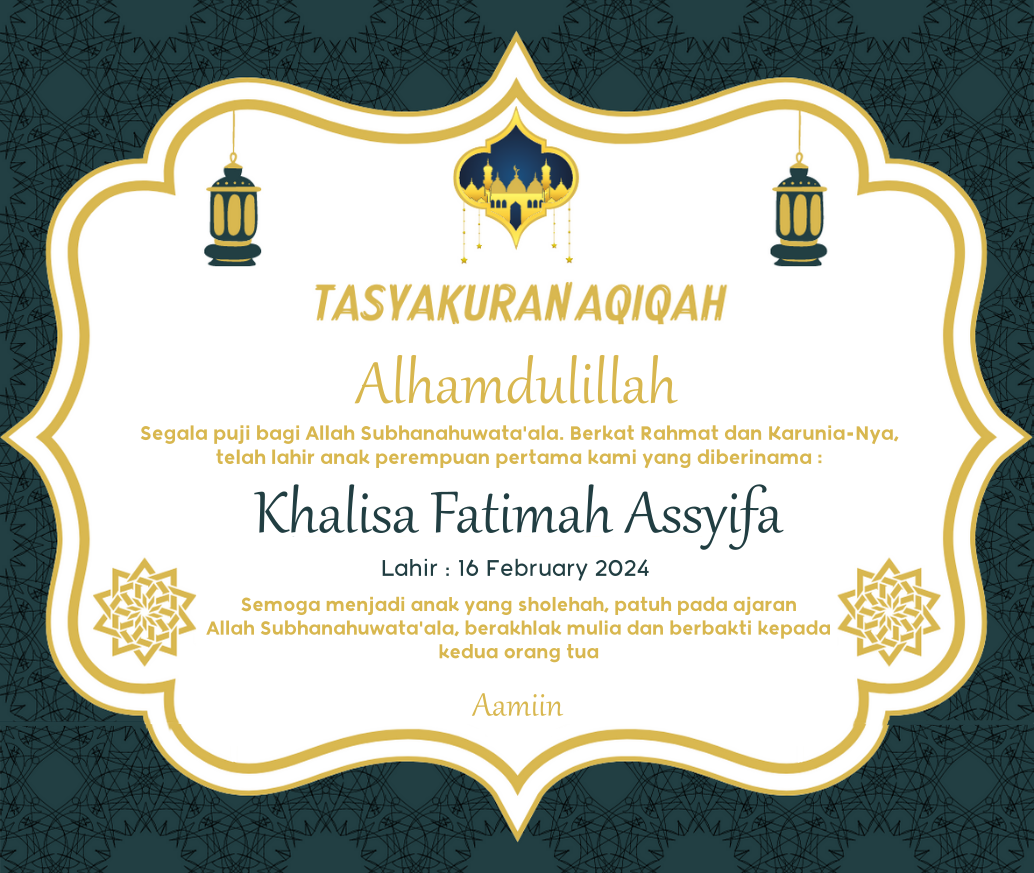 TASYAKURAN AQIQAH
Alhamdulillah
Segala puji bagi Allah Subhanahuwata'ala. Berkat Rahmat dan Karunia-Nya,
telah lahir anak perempuan pertama kami yang diberinama :
Khalisa Fatimah Assyifa
Lahir : 16 February 2024
Semoga menjadi anak yang sholehah, patuh pada ajaran
Allah Subhanahuwata'ala, berakhlak mulia dan berbakti kepada
kedua orang tua
Aamiin